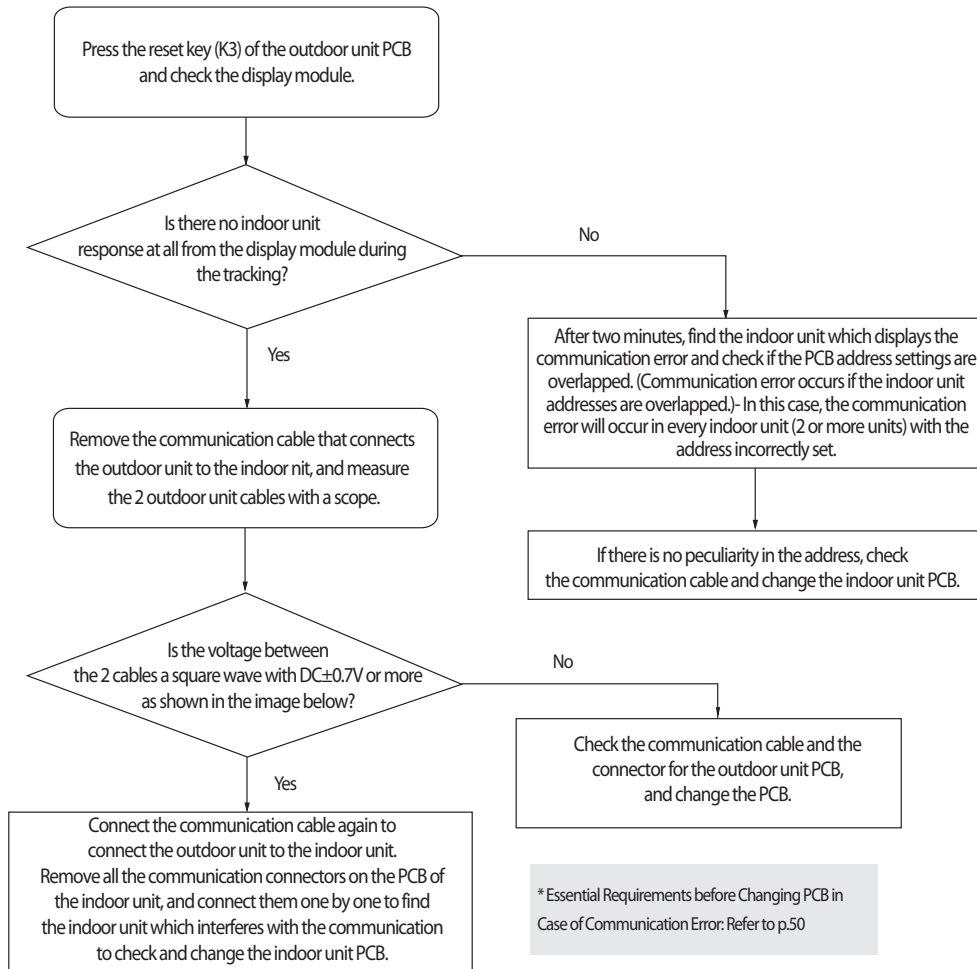 Press the reset key (K3) of the outdoor unit PCB
and check the display module.
Is there no indoor unit
response at all from the display module during
the tracking?
No
Yes
After two minutes, find the indoor unit which displays the
communication error and check if the PCB address settings are
overlapped. (Communication error occurs if the indoor unit
addresses are overlapped.)- In this case, the communication
error will occur in every indoor unit (2 or more units) with the
address incorrectly set.
Remove the communication cable that connects
the outdoor unit to the indoor nit, and measure
the 2 outdoor unit cables with a scope.
If there is no peculiarity in the address, check
the communication cable and change the indoor unit PCB.
Is the voltage between
the 2 cables a square wave with DC±0.7V or more
as shown in the image below?
No
Yes
Check the communication cable and the
connector for the outdoor unit PCB,
and change the PCB.
Connect the communication cable again to
connect the outdoor unit to the indoor unit.
Remove all the communication connectors on the PCB of
the indoor unit, and connect them one by one to find
the indoor unit which interferes with the communication
to check and change the indoor unit PCB.
* Essential Requirements before Changing PCB in
Case of Communication Error: Refer to p.50